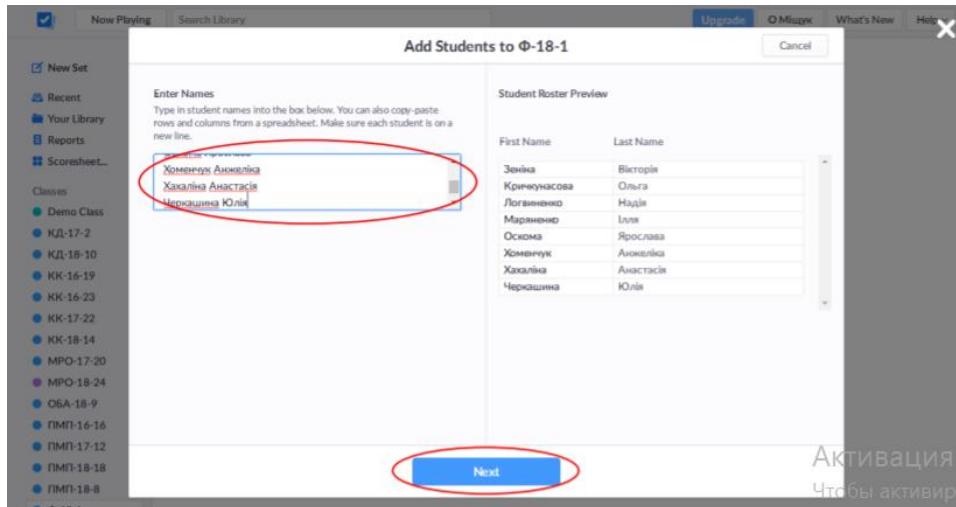 Now Playing
Search Library
Upgrade
О Міщук
What's New
Help
Add Students to Ф-18-1
Cancel
New Set
Recent
Your Library
Reports
Scoresheet...
Classes
Demo Class
КД-17-2
КД-18-10
КК-16-19
КК-16-23
КК-17-22
КК-18-14
МРО-17-20
МРО-18-24
ОБА-18-9
ПМП-16-16
ПМП-17-12
ПМП-18-18
ПМП-18-8
Enter Names
Type in student names into the box below. You can also copy-paste
rows and columns from a spreadsheet. Make sure each student is on a
new line.
Хоменчук Анжеліка
Хахаліна Анастасія
Черкашина Юлія
Student Roster Preview
First Name Last Name
Зеніна Вікторія
Кричкунасова Ольга
Логвиненко Надія
Маряненко Ілля
Оскома Ярослава
Хоменчук Анжеліка
Хахаліна Анастасія
Черкашина Юлія
Next
Активация
Чтобы активир